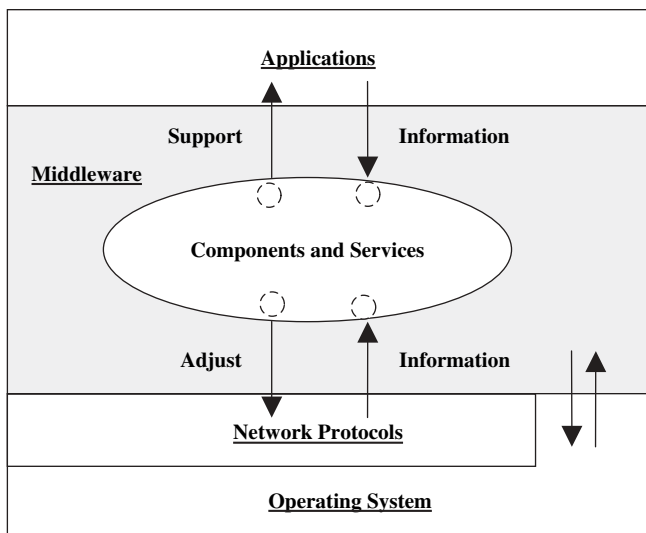 Applications
Support
Information
Middleware
Components and Services
Adjust
Information
Network Protocols
Operating System